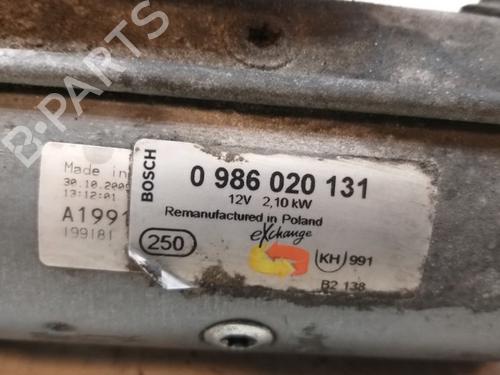 B-PARTS
Made in
30.10.2009
13:12:01
A1991
199181
BOSCH
0 986 020 131
12V 2,10 kW
Remanufactured in Poland
eXchange
250
KH 991
B2 138